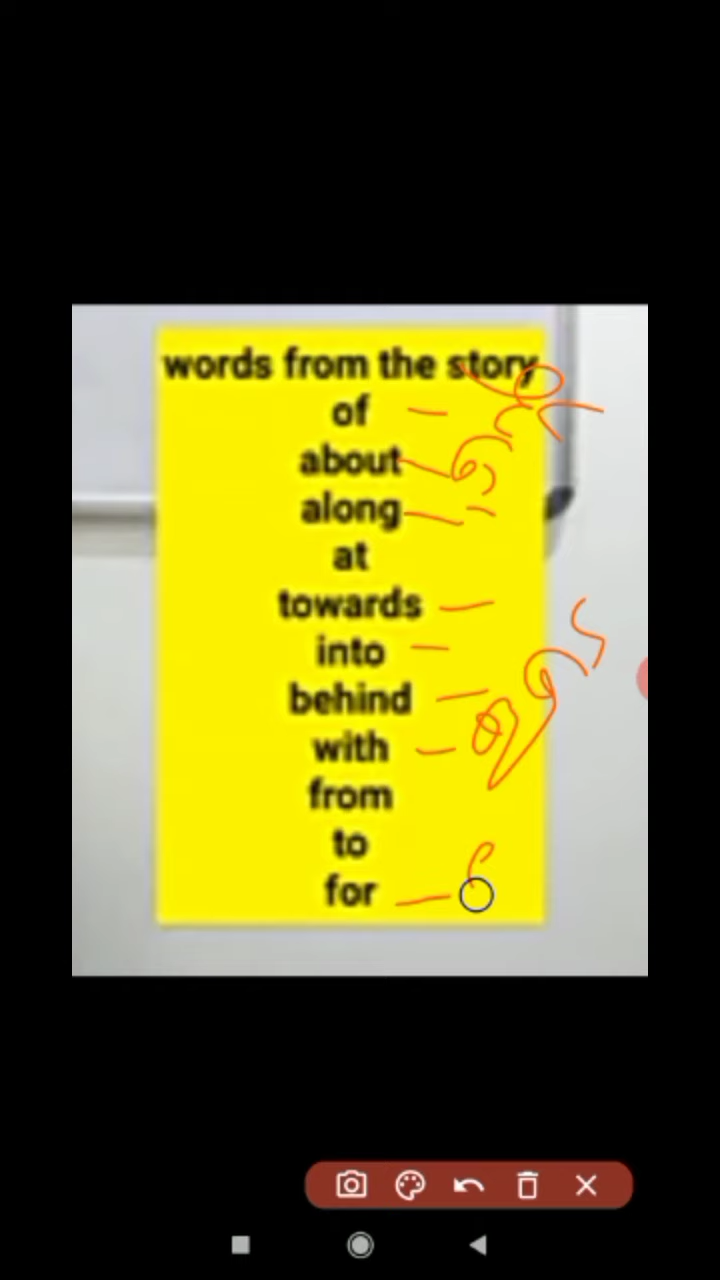 words from the story
of
about
along
at
towards
into
behind
with
from
to
for